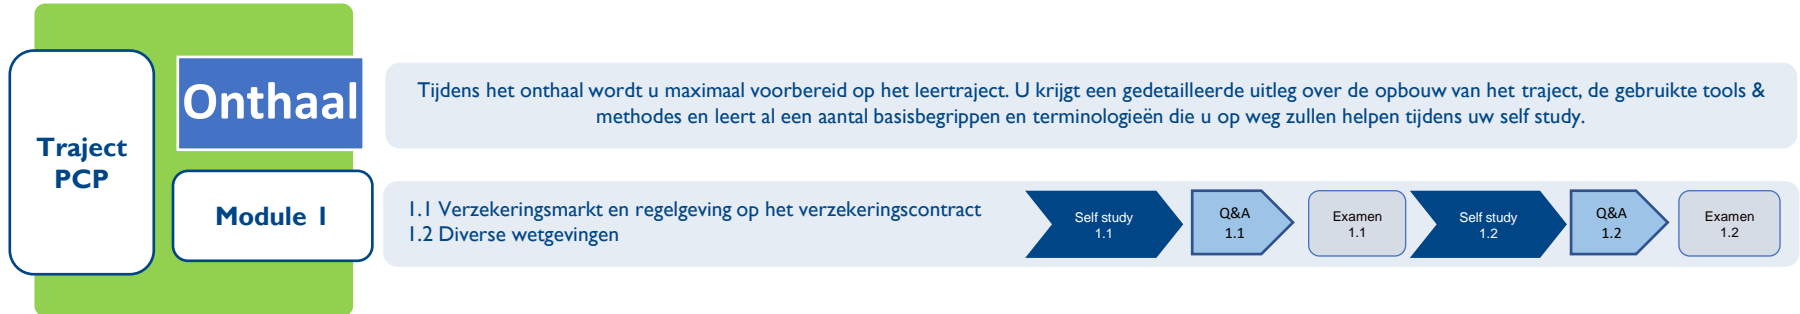 Traject
PCP
Onthaal
Tijdens het onthaal wordt u maximaal voorbereid op het leertraject. U krijgt een gedetailleerde uitleg over de opbouw van het traject, de gebruikte tools &
methodes en leert al een aantal basisbegrippen en terminologieën die u op weg zullen helpen tijdens uw self study.
Module 1
1.1 Verzekeringsmarkt en regelgeving op het verzekeringscontract
1.2 Diverse wetgevingen
Self study
1.1
Q&A
1.1
Examen
1.1
Self study
1.2
Q&A
1.2
Examen
1.2